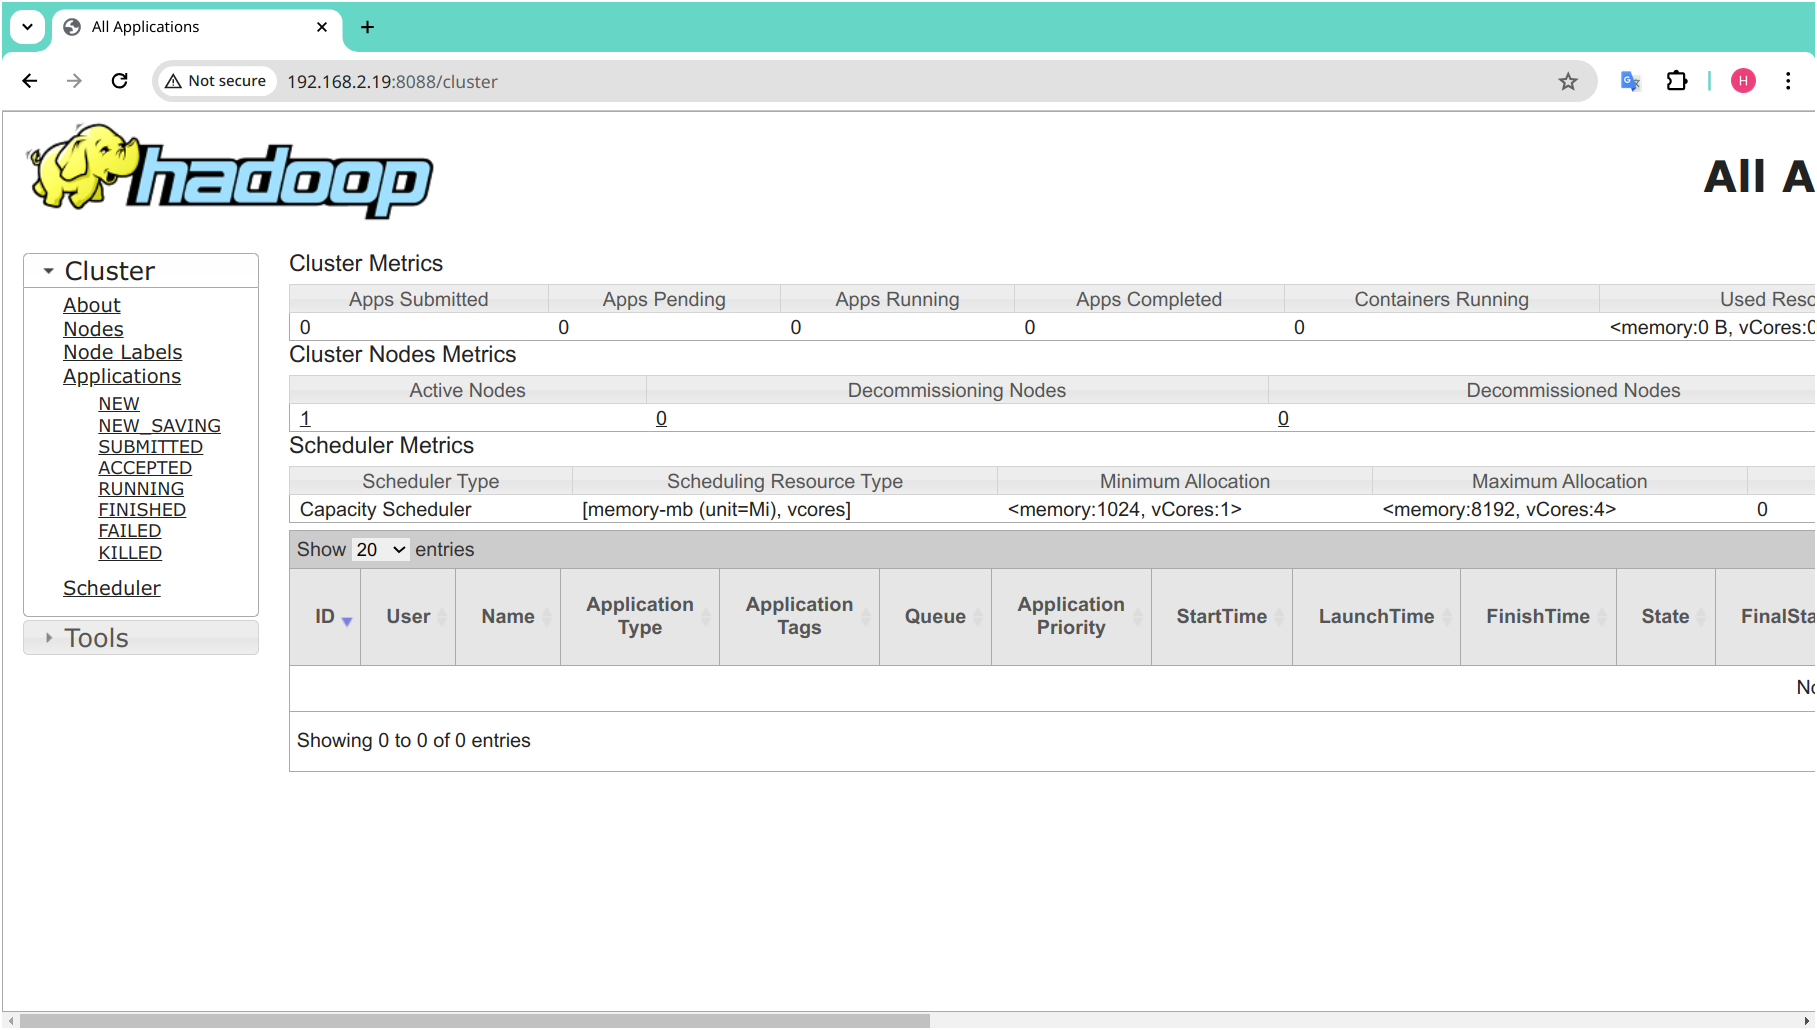 All Applications
Not secure 192.168.2.19:8088/cluster
H
hadoop
All A
Cluster
About
Nodes
Node Labels
Applications
NEW
NEW_SAVING
SUBMITTED
ACCEPTED
RUNNING
FINISHED
FAILED
KILLED
Scheduler
Tools
Cluster Metrics
Apps Submitted Apps Pending Apps Running Apps Completed Containers Running Used Reso
0 0 0 0 0 <memory:0 B, vCores:0
Cluster Nodes Metrics
Active Nodes Decommissioning Nodes Decommissioned Nodes
1 0 0
Scheduler Metrics
Scheduler Type Scheduling Resource Type Minimum Allocation Maximum Allocation
Capacity Scheduler [memory-mb (unit=Mi), vcores] <memory:1024, vCores:1> <memory:8192, vCores:4> 0
Show 20 entries
ID User Name Application Type Application Tags Queue Application Priority StartTime LaunchTime FinishTime State FinalSta
No
Showing 0 to 0 of 0 entries